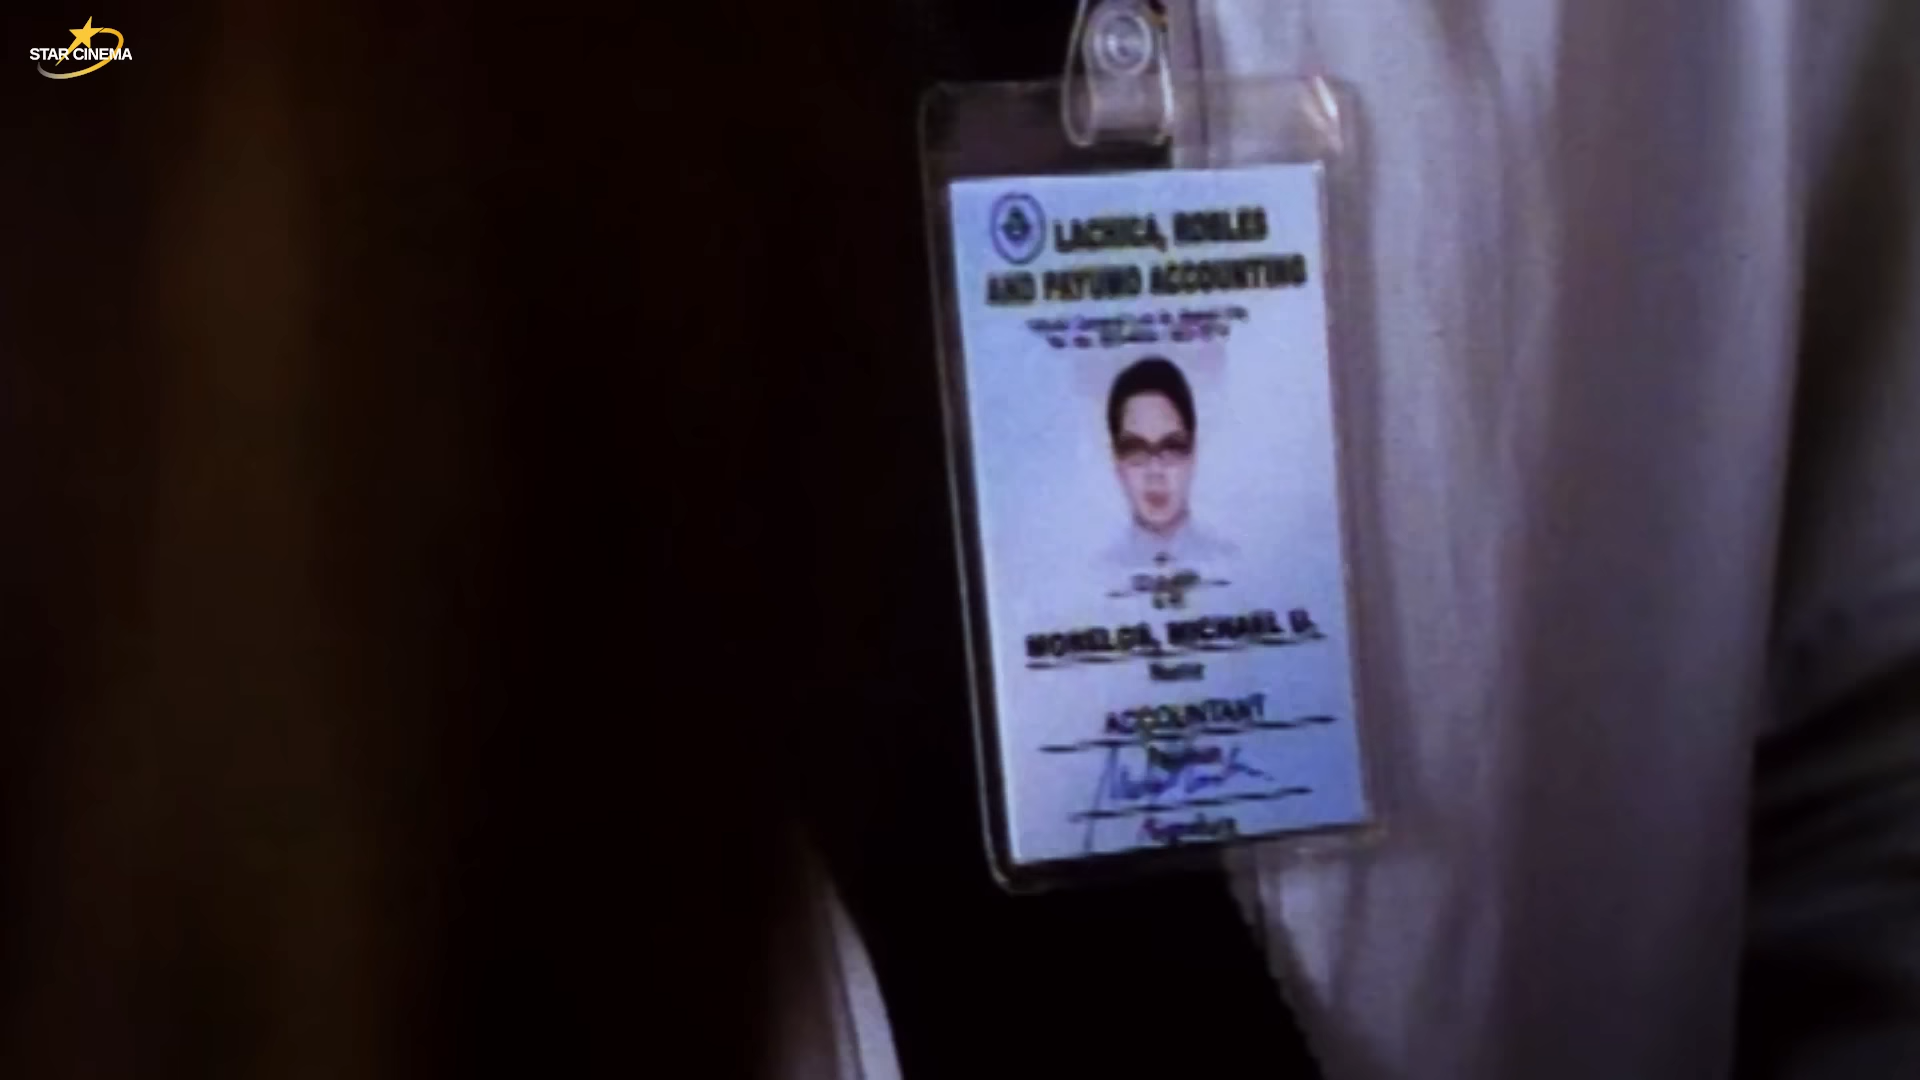 STAR CINEMA
LACHICA, ROBLES
AND PAYUMO ACCOUNTING
MORELOS, MICHAEL U.
Name
ACCOUNTANT
Position
Signature